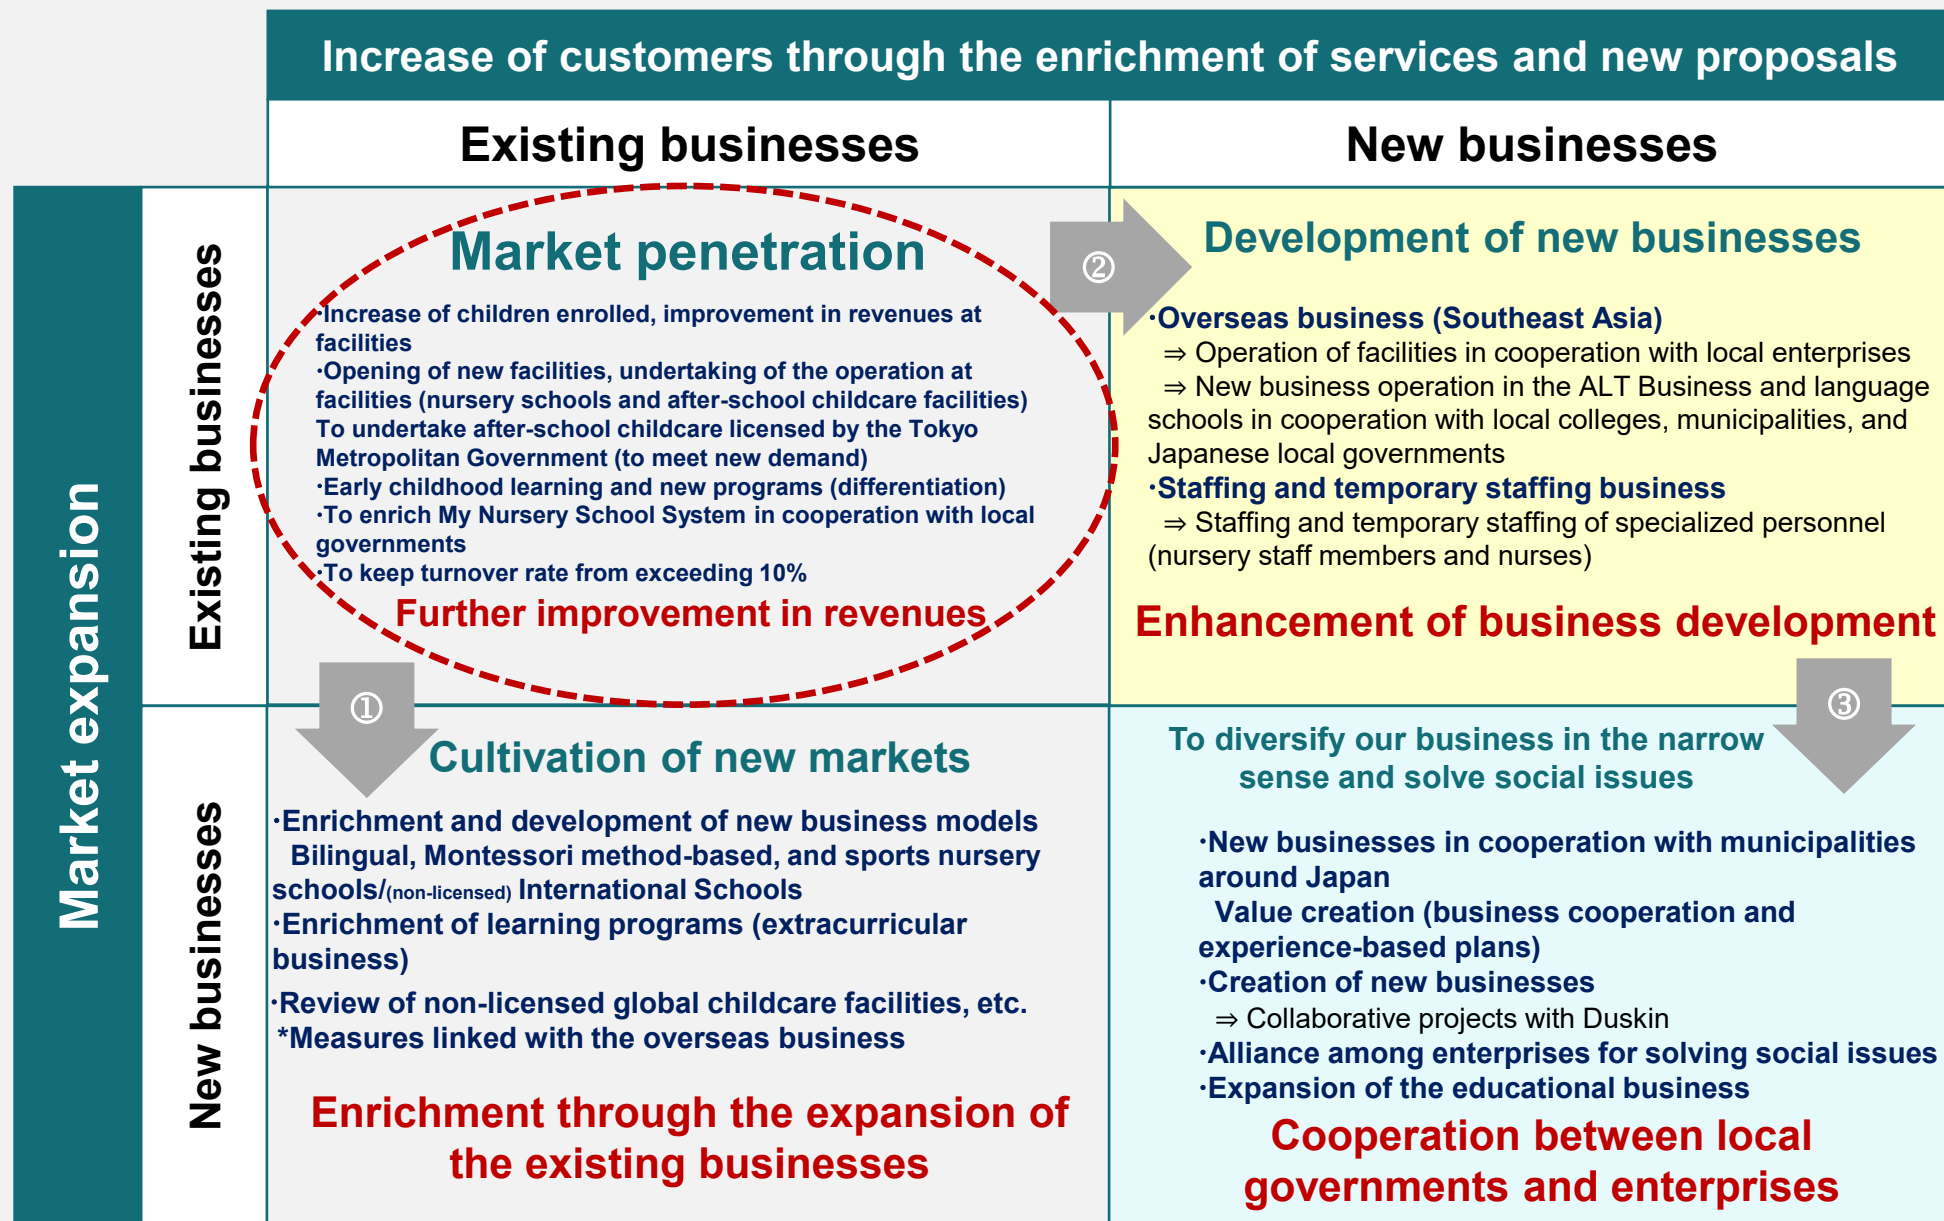 Increase of customers through the enrichment of services and new proposals
Existing businesses
New businesses
Market expansion
Existing businesses
Market penetration
·Increase of children enrolled, improvement in revenues at
facilities
·Opening of new facilities, undertaking of the operation at
facilities (nursery schools and after-school childcare facilities)
To undertake after-school childcare licensed by the Tokyo
Metropolitan Government (to meet new demand)
·Early childhood learning and new programs (differentiation)
·To enrich My Nursery School System in cooperation with local
governments
·To keep turnover rate from exceeding 10%
Further improvement in revenues
②
Development of new businesses
·Overseas business (Southeast Asia)
⇒ Operation of facilities in cooperation with local enterprises
⇒ New business operation in the ALT Business and language
schools in cooperation with local colleges, municipalities, and
Japanese local governments
·Staffing and temporary staffing business
⇒ Staffing and temporary staffing of specialized personnel
(nursery staff members and nurses)
Enhancement of business development
New businesses
①
Cultivation of new markets
·Enrichment and development of new business models
Bilingual, Montessori method-based, and sports nursery
schools/(non-licensed) International Schools
·Enrichment of learning programs (extracurricular
business)
·Review of non-licensed global childcare facilities, etc.
*Measures linked with the overseas business
Enrichment through the expansion of
the existing businesses
③
To diversify our business in the narrow
sense and solve social issues
·New businesses in cooperation with municipalities
around Japan
Value creation (business cooperation and
experience-based plans)
·Creation of new businesses
⇒ Collaborative projects with Duskin
·Alliance among enterprises for solving social issues
·Expansion of the educational business
Cooperation between local
governments and enterprises